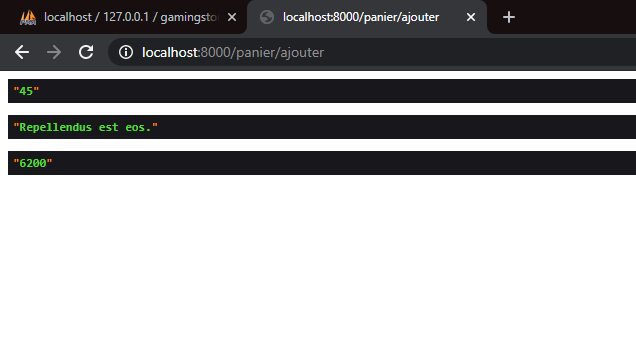 localhost / 127.0.0.1 / gamingsto
localhost:8000/panier/ajouter
localhost:8000/panier/ajouter
"45"
"Repellendus est eos."
"6200"